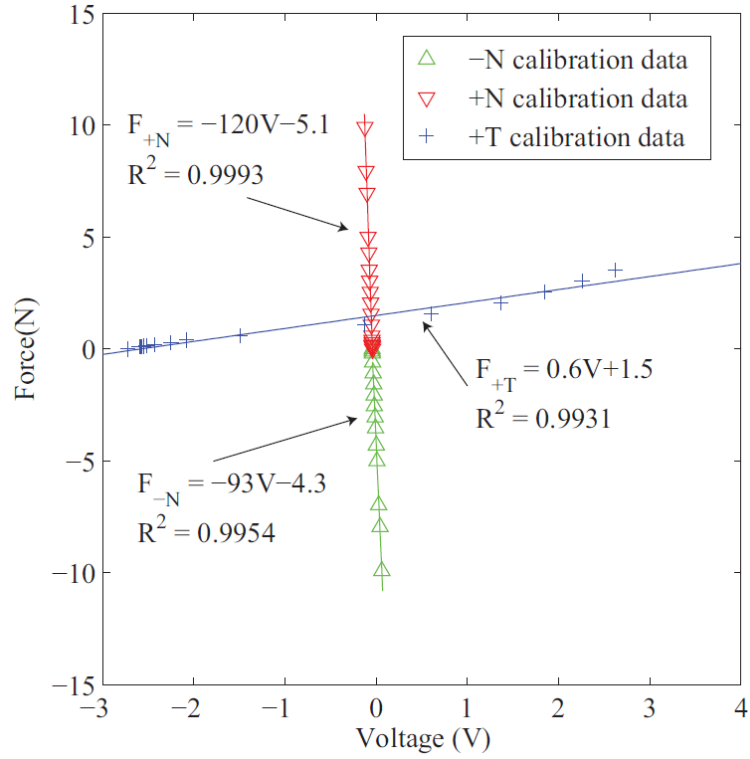 15
10
5
0
−5
−10
−15
−3
−2
−1
0
1
2
3
4
Force(N)
Voltage (V)
−N calibration data
+N calibration data
+T calibration data
F+N = −120V−5.1
R2 = 0.9993
F+T = 0.6V+1.5
R2 = 0.9931
F−N = −93V−4.3
R2 = 0.9954